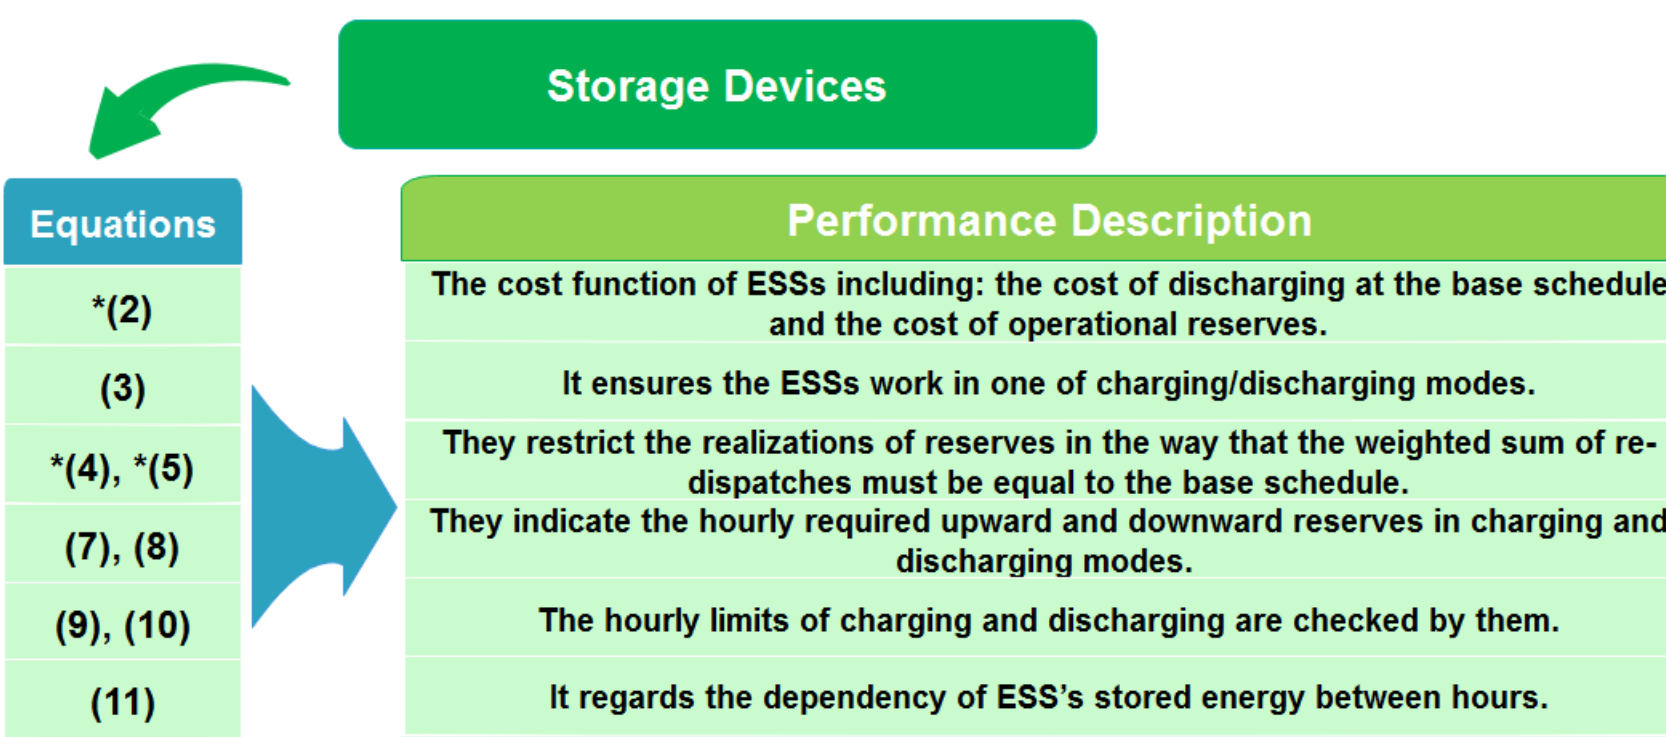 Storage Devices
Equations
Performance Description
*(2)
The cost function of ESSs including: the cost of discharging at the base schedule
and the cost of operational reserves.
(3)
It ensures the ESSs work in one of charging/discharging modes.
*(4), *(5)
They restrict the realizations of reserves in the way that the weighted sum of re-
dispatches must be equal to the base schedule.
(7), (8)
They indicate the hourly required upward and downward reserves in charging and
discharging modes.
(9), (10)
The hourly limits of charging and discharging are checked by them.
(11)
It regards the dependency of ESS’s stored energy between hours.